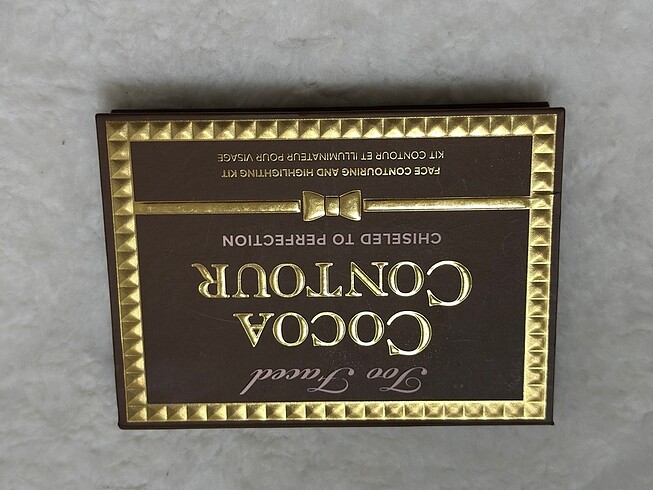 Too Faced
COCOA
CONTOUR
CHISELED TO PERFECTION
FACE CONTOURING AND HIGHLIGHTING KIT
KIT CONTOUR ET ILLUMINATEUR POUR VISAGE